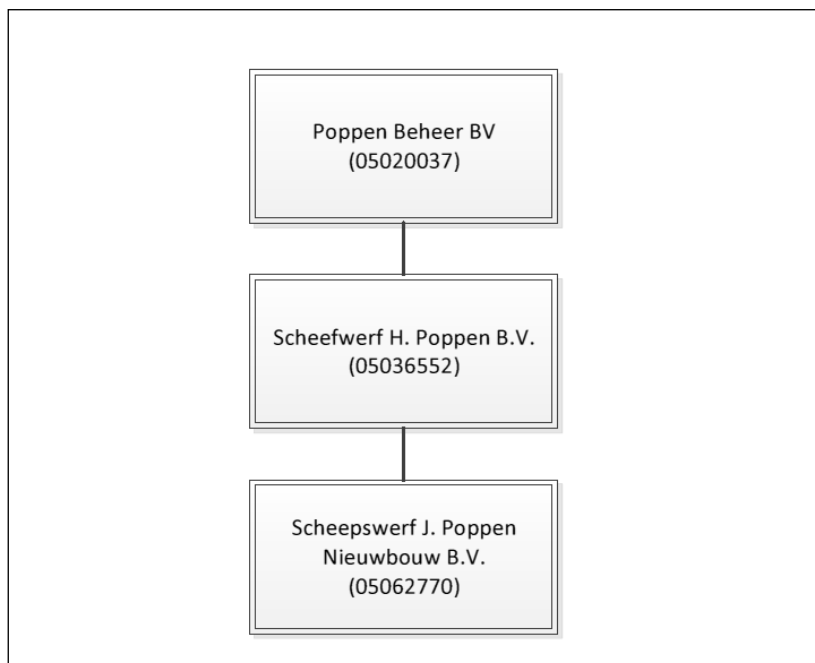 Poppen Beheer BV
(05020037)
Scheefwerf H. Poppen B.V.
(05036552)
Scheepswerf J. Poppen
Nieuwbouw B.V.
(05062770)